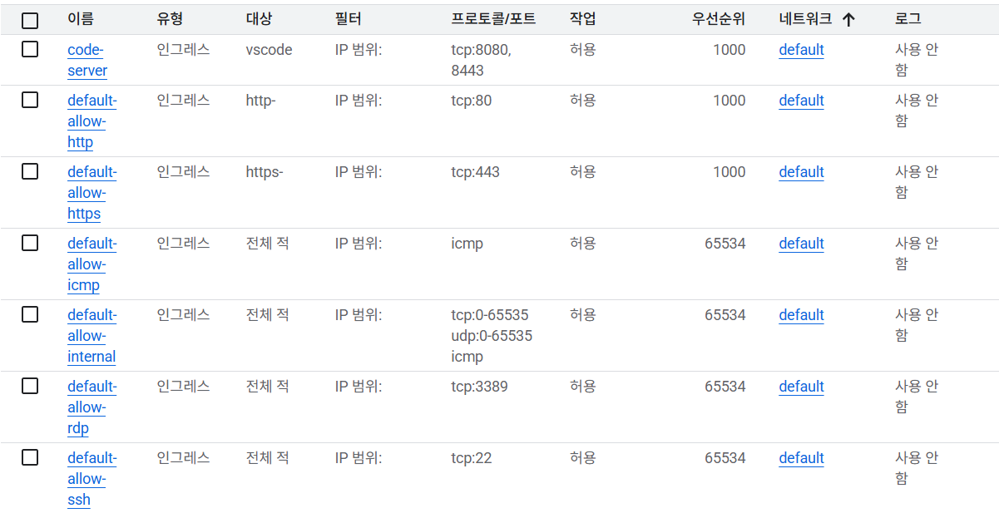 이름 유형 대상 필터 프로토콜/포트 작업 우선순위 네트워크 ↑ 로그
code- 인그레스 vscode IP 범위: tcp:8080, 허용 1000 default 사용 안
server 8443 함
default- 인그레스 http- IP 범위: tcp:80 허용 1000 default 사용 안
allow- 함
http
default- 인그레스 https- IP 범위: tcp:443 허용 1000 default 사용 안
allow- 함
https
default- 인그레스 전체 적 IP 범위: icmp 허용 65534 default 사용 안
allow- 함
icmp
default- 인그레스 전체 적 IP 범위: tcp:0-65535 허용 65534 default 사용 안
allow- udp:0-65535 함
internal icmp
default- 인그레스 전체 적 IP 범위: tcp:3389 허용 65534 default 사용 안
allow- 함
rdp
default- 인그레스 전체 적 IP 범위: tcp:22 허용 65534 default 사용 안
allow- 함
ssh